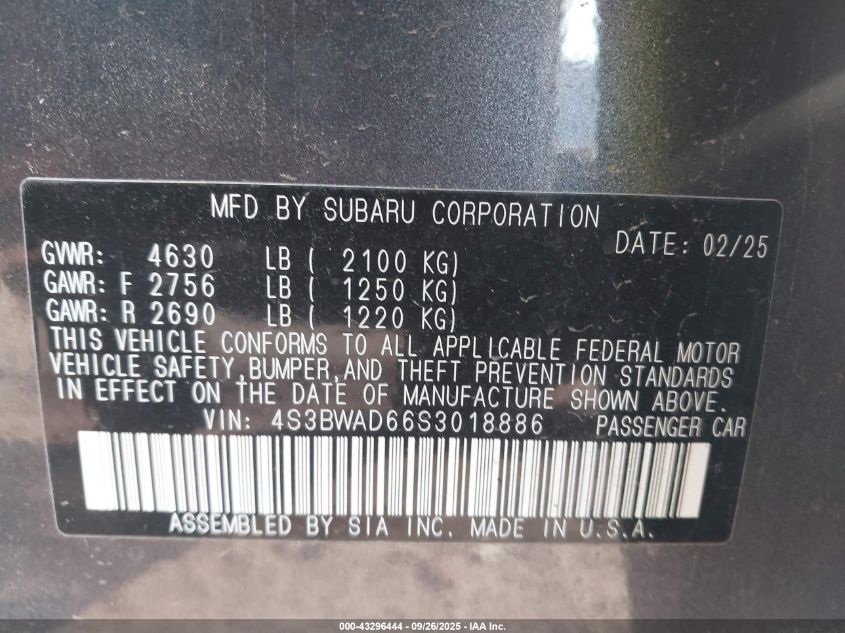 MFD BY SUBARU CORPORATION
DATE: 02/25
GVWR: 4630 LB ( 2100 KG)
GAWR: F 2756 LB ( 1250 KG)
GAWR: R 2690 LB ( 1220 KG)
THIS VEHICLE CONFORMS TO ALL APPLICABLE FEDERAL MOTOR
VEHICLE SAFETY,BUMPER,AND THEFT PREVENTION STANDARDS
IN EFFECT ON THE DATE OF MANUFACTURE SHOWN ABOVE.
VIN: 4S3BWAD66S3018886 PASSENGER CAR
ASSEMBLED BY SIA INC. MADE IN U.S.A.
000-43296444 - 09/26/2025 - IAA Inc.